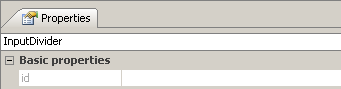 Properties
InputDivider
Basic properties
id